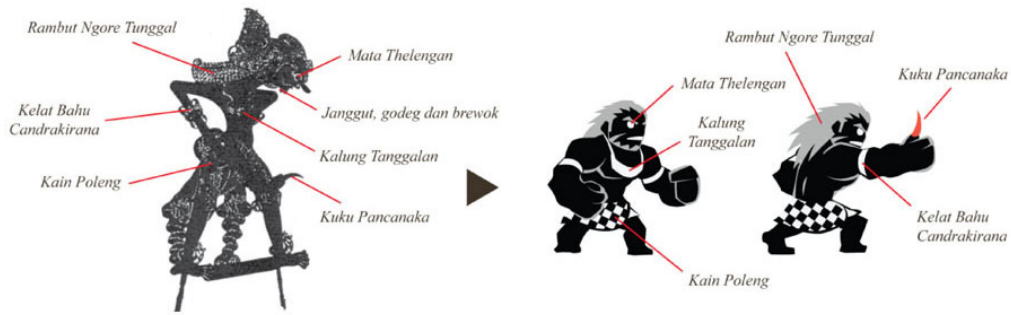 Rambut Ngore Tunggal
Mata Thelengan
Kelat Bahu
Candrakirana
Janggut, godeg dan brewok
Kalung Tanggalan
Kain Poleng
Kuku Pancanaka
Rambut Ngore Tunggal
Mata Thelengan
Kuku Pancanaka
Kalung
Tanggalan
Kelat Bahu
Candrakirana
Kain Poleng